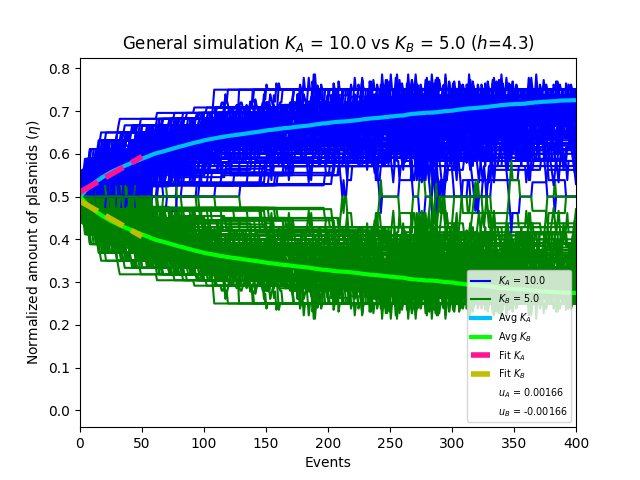 General simulation K_A = 10.0 vs K_B = 5.0 (h=4.3)
Normalized amount of plasmids (η)
0.8
0.7
0.6
0.5
0.4
0.3
0.2
0.1
0.0
K_A = 10.0
K_B = 5.0
Avg K_A
Avg K_B
Fit K_A
Fit K_B
u_A = 0.00166
u_B = -0.00166
0 50 100 150 200 250 300 350 400
Events